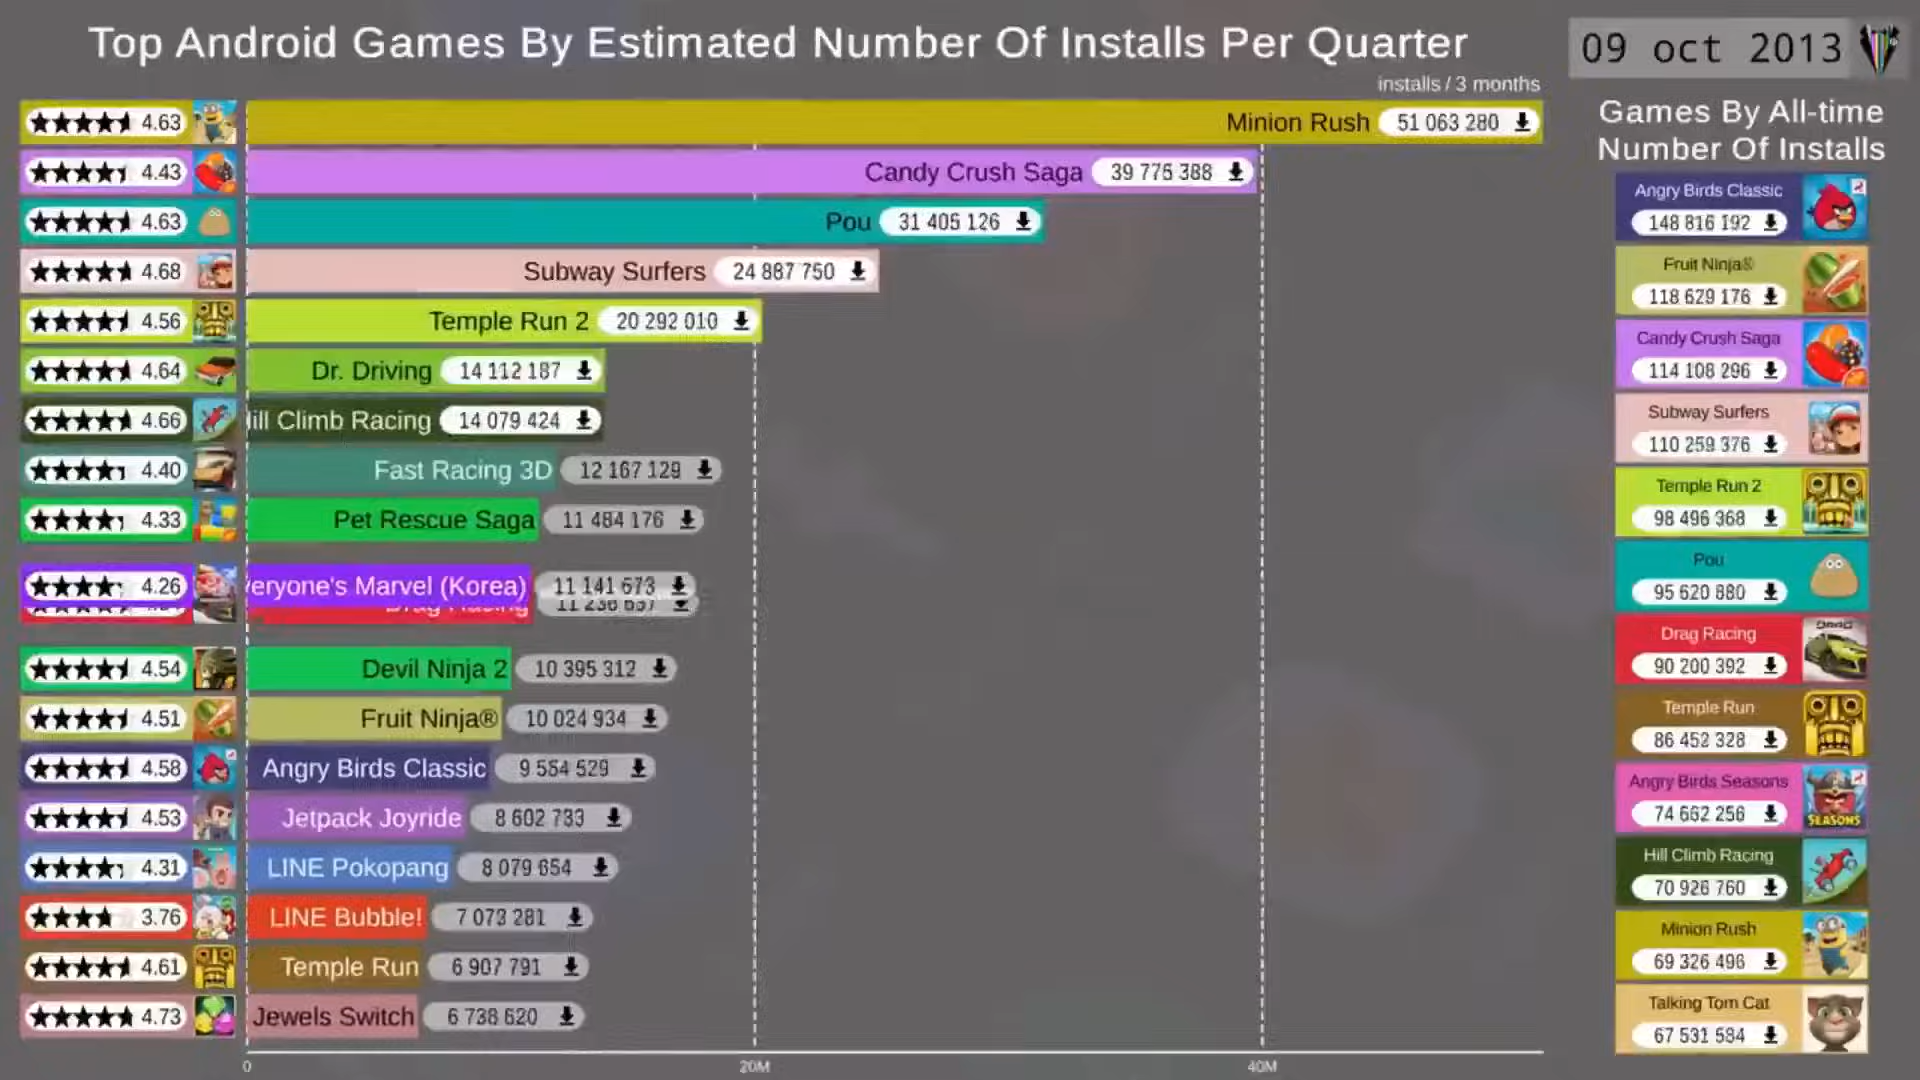 Top Android Games By Estimated Number Of Installs Per Quarter
09 oct 2013
installs / 3 months
4.63 Minion Rush 51 063 280
4.43 Candy Crush Saga 39 775 388
4.63 Pou 31 405 126
4.68 Subway Surfers 24 887 750
4.56 Temple Run 2 20 292 010
4.64 Dr. Driving 14 112 187
4.66 ill Climb Racing 14 079 424
4.40 Fast Racing 3D 12 167 129
4.33 Pet Rescue Saga 11 484 176
4.26 veryone's Marvel (Korea) 11 141 673
Drag Racing
4.54 Devil Ninja 2 10 395 312
4.51 Fruit Ninja® 10 024 934
4.58 Angry Birds Classic 9 554 529
4.53 Jetpack Joyride 8 602 733
4.31 LINE Pokopang 8 079 654
3.76 LINE Bubble! 7 073 281
4.61 Temple Run 6 907 791
4.73 Jewels Switch 6 738 620
0 20M 40M
Games By All-time
Number Of Installs
Angry Birds Classic
148 816 192
Fruit Ninja®
118 629 176
Candy Crush Saga
114 108 296
Subway Surfers
110 259 376
Temple Run 2
98 496 368
Pou
95 620 880
Drag Racing
90 200 392
Temple Run
86 452 328
Angry Birds Seasons
74 662 256
SEASONS
Hill Climb Racing
70 926 760
Minion Rush
69 326 496
Talking Tom Cat
67 531 584